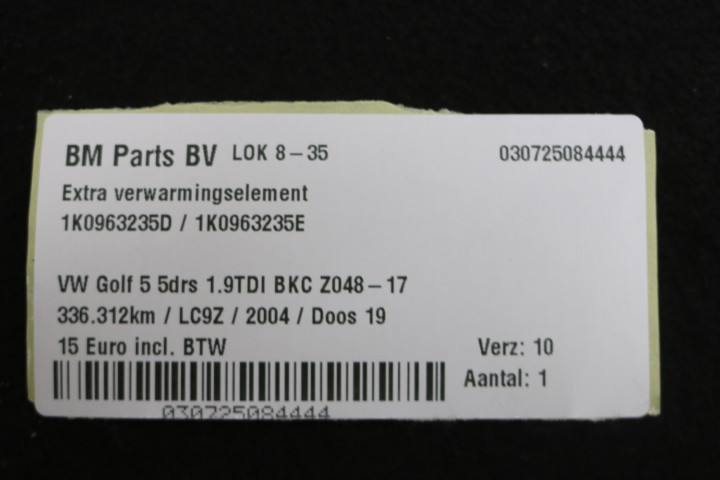 BM Parts BV LOK 8-35 030725084444
Extra verwarmingselement
1K0963235D / 1K0963235E
VW Golf 5 5drs 1.9TDI BKC Z048-17
336.312km / LC9Z / 2004 / Doos 19
15 Euro incl. BTW Verz: 10
Aantal: 1
030725084444